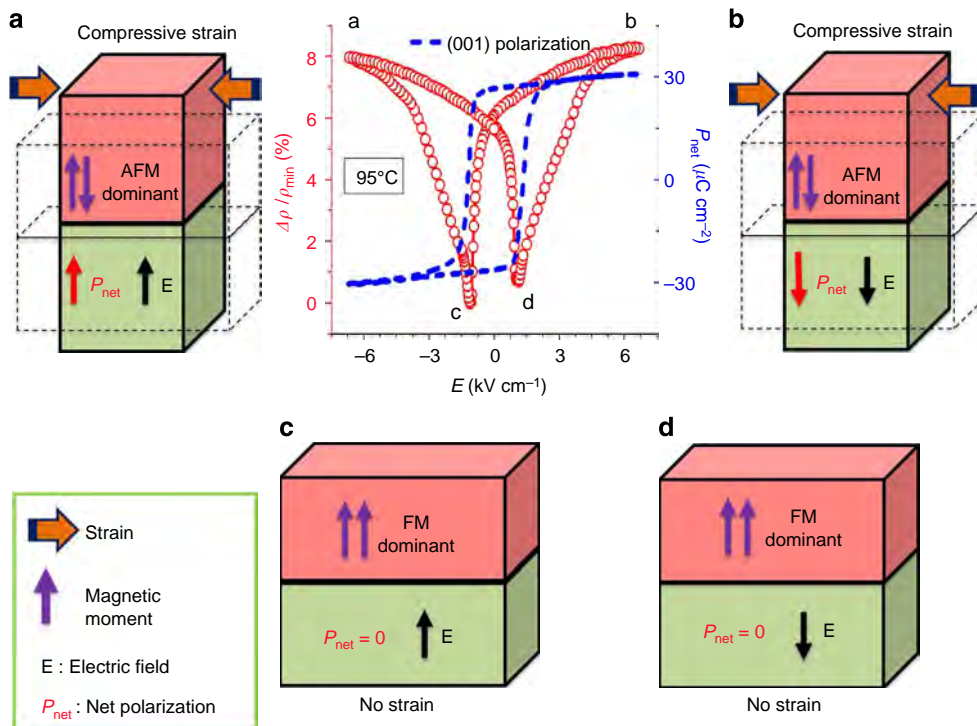 a
Compressive strain
AFM
dominant
P_net
E
a
b
(001) polarization
8
6
4
2
0
Δρ/ρ_min (%)
95°C
c
d
30
0
–30
P_net (μC cm⁻²)
–6
–3
0
3
6
E (kV cm⁻¹)
b
Compressive strain
AFM
dominant
P_net
E
c
FM
dominant
P_net = 0
E
No strain
d
FM
dominant
P_net = 0
E
No strain
Strain
Magnetic
moment
E : Electric field
P_net : Net polarization